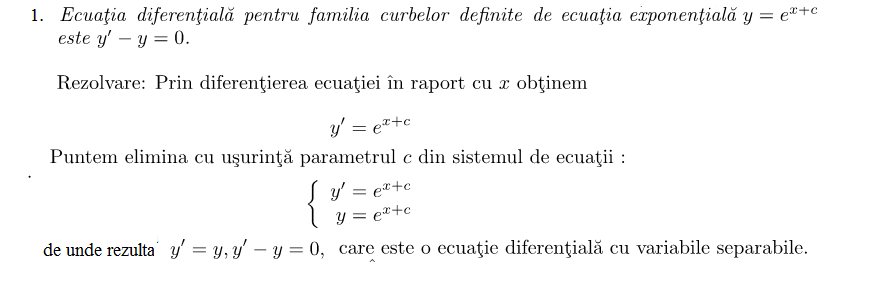 1. Ecuaţia diferenţială pentru familia curbelor definite de ecuaţia exponenţială y = e^{x+c}
este y′ − y = 0.
Rezolvare: Prin diferenţierea ecuaţiei în raport cu x obţinem
y′ = e^{x+c}
Puntem elimina cu uşurinţă parametrul c din sistemul de ecuaţii :
{ y′ = e^{x+c}
y = e^{x+c}
de unde rezulta y′ = y, y′ − y = 0, care este o ecuaţie diferenţială cu variabile separabile.